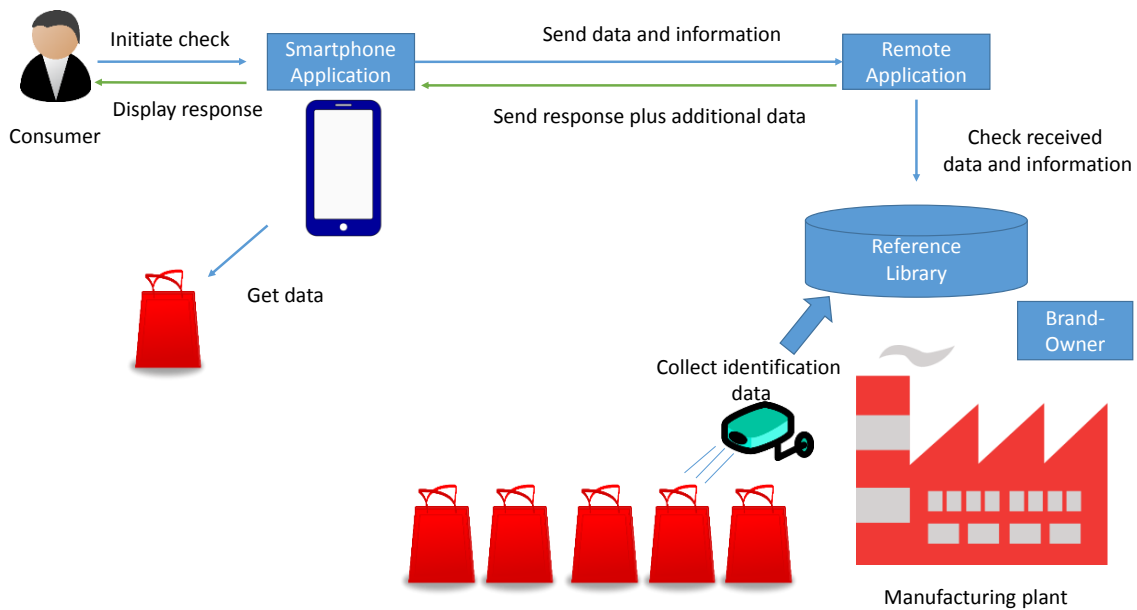 Initiate check
Display response
Consumer
Smartphone
Application
Send data and information
Send response plus additional data
Remote
Application
Check received
data and information
Reference
Library
Get data
Brand-
Owner
Collect identification
data
Manufacturing plant